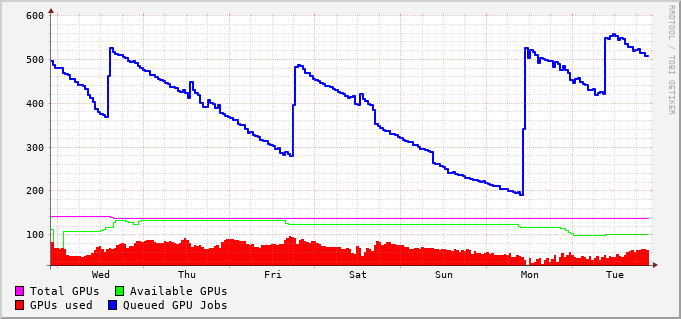 600
500
400
300
200
100
Wed Thu Fri Sat Sun Mon Tue
Total GPUs Available GPUs
GPUs used Queued GPU Jobs
RRDTOOL / TOBI OETIKER